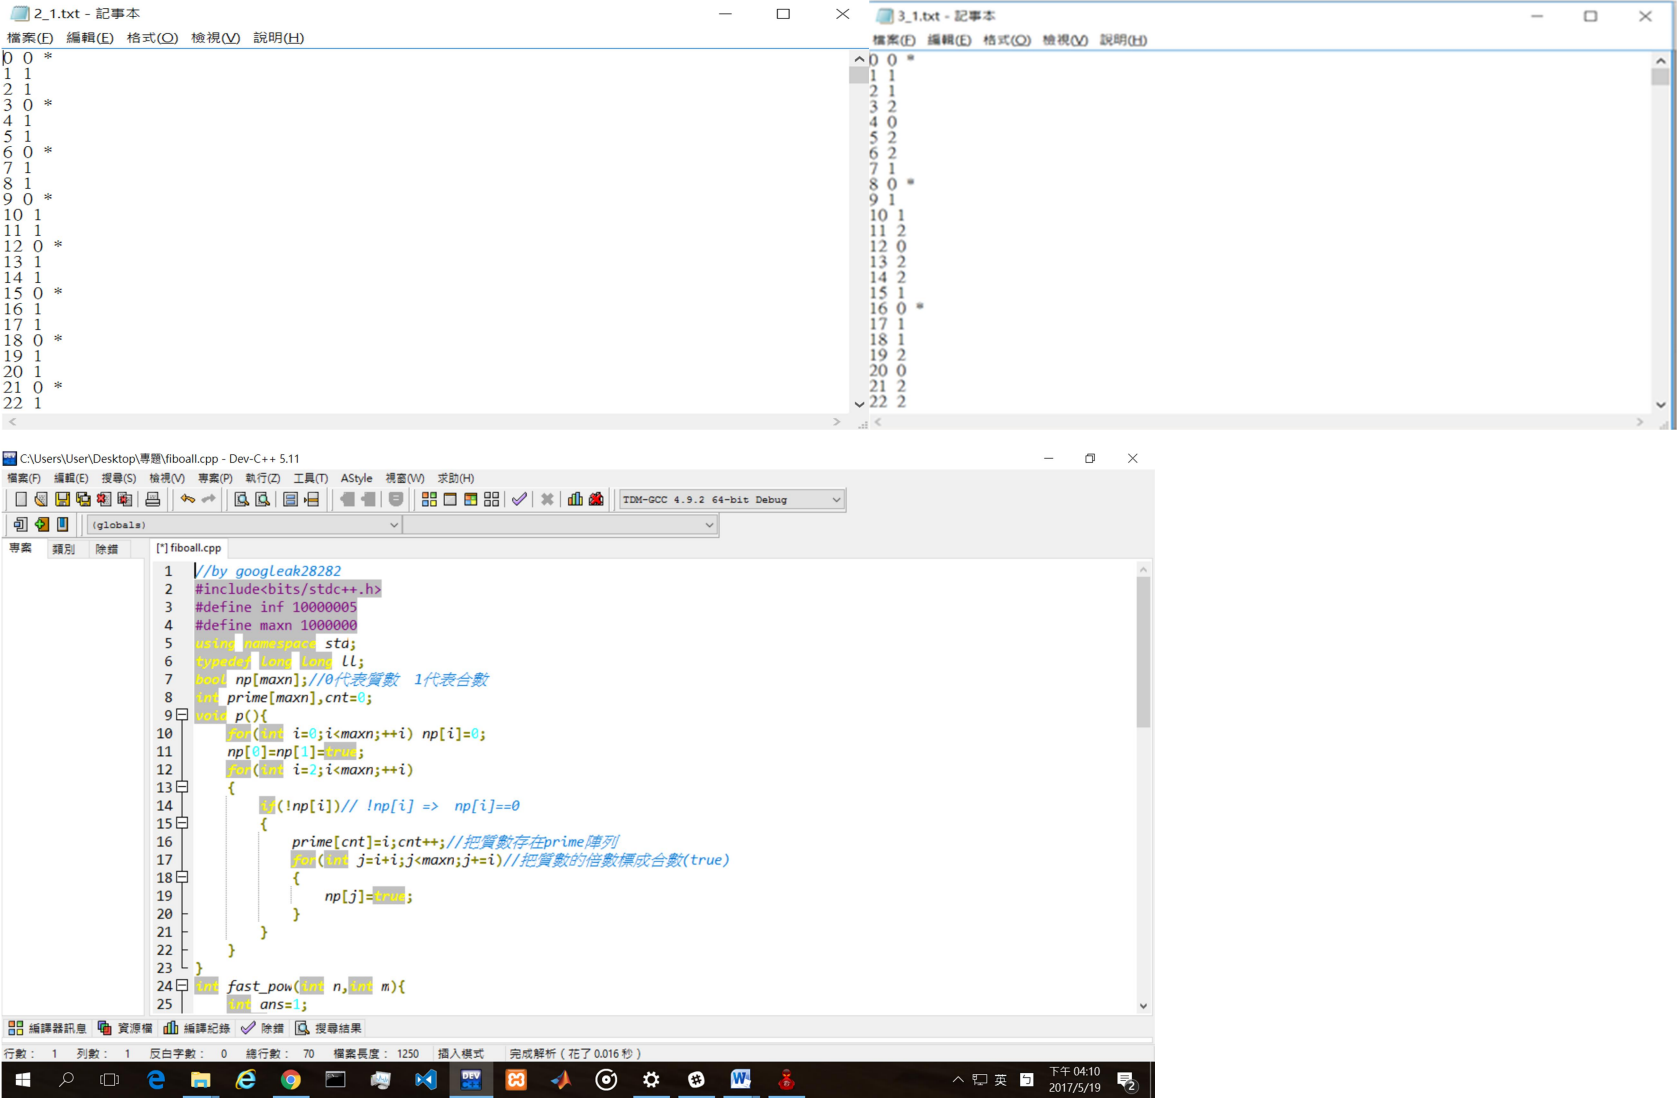 2_1.txt - 記事本
檔案(F) 編輯(E) 格式(O) 檢視(V) 說明(H)
0 0 *
1 1
2 1
3 0 *
4 1
5 1
6 0 *
7 1
8 1
9 0 *
10 1
11 1
12 0 *
13 1
14 1
15 0 *
16 1
17 1
18 0 *
19 1
20 1
21 0 *
22 1
3_1.txt - 記事本
檔案(F) 編輯(E) 格式(O) 檢視(V) 說明(H)
0 0 *
1 1
2 1
3 2
4 0
5 2
6 2
7 1
8 0 *
9 1
10 1
11 2
12 0
13 2
14 2
15 1
16 0 *
17 1
18 1
19 2
20 0
21 2
22 2
C:\Users\User\Desktop\專題\fiboall.cpp - Dev-C++ 5.11
檔案(F) 編輯(E) 搜尋(S) 檢視(V) 專案(P) 執行(Z) 工具(T) AStyle 視窗(W) 求助(H)
TDM-GCC 4.9.2 64-bit Debug
(globals)
專案 類別 除錯 [*] fiboall.cpp
1 //by googleak28282
2 #include<bits/stdc++.h>
3 #define inf 10000005
4 #define maxn 1000000
5 using namespace std;
6 typedef long long ll;
7 bool np[maxn];//0代表質數 1代表合數
8 int prime[maxn],cnt=0;
9 void p(){
10 for(int i=0;i<maxn;++i) np[i]=0;
11 np[0]=np[1]=true;
12 for(int i=2;i<maxn;++i)
13 {
14 if(!np[i])// !np[i] => np[i]==0
15 {
16 prime[cnt]=i;cnt++;//把質數存在prime陣列
17 for(int j=i+i;j<maxn;j+=i)//把質數的倍數標成合數(true)
18 {
19 np[j]=true;
20 }
21 }
22 }
23 }
24 int fast_pow(int n,int m){
25 int ans=1;
編譯器訊息 資源檔 編譯紀錄 除錯 搜尋結果
行數: 1 列數: 1 反白字數: 0 總行數: 70 檔案長度: 1250 插入模式 完成解析 (花了 0.016 秒)
英 下午 04:10
2017/5/19
2